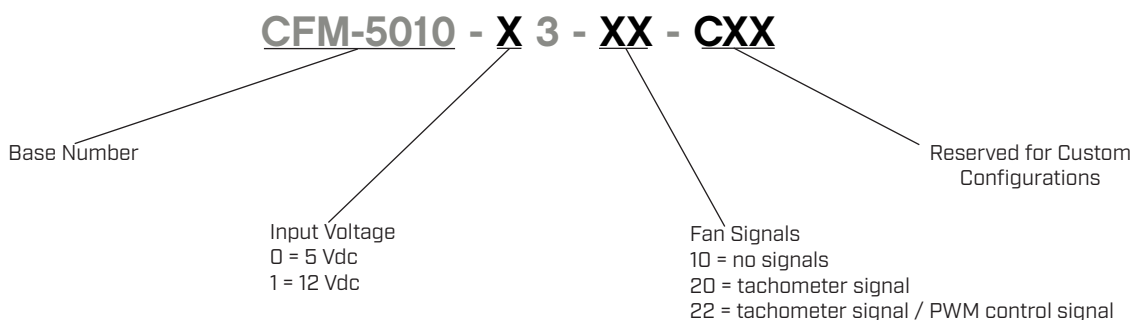 CFM-5010 - X 3 - XX - CXX
Base Number
Reserved for Custom
Configurations
Input Voltage
0 = 5 Vdc
1 = 12 Vdc
Fan Signals
10 = no signals
20 = tachometer signal
22 = tachometer signal / PWM control signal